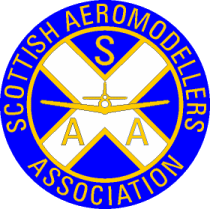 SCOTTISH AEROMODELLERS
S
A A
ASSOCIATION